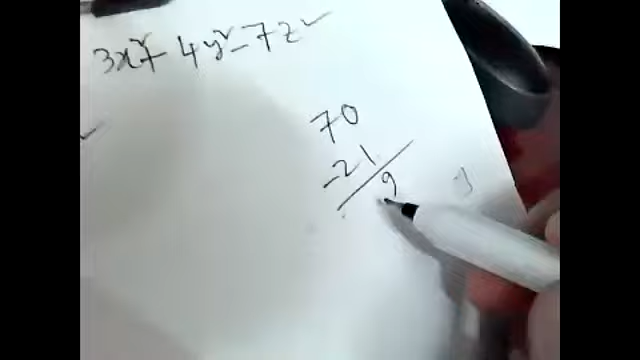 3x² - 4y² - 7z²
70
-21
9